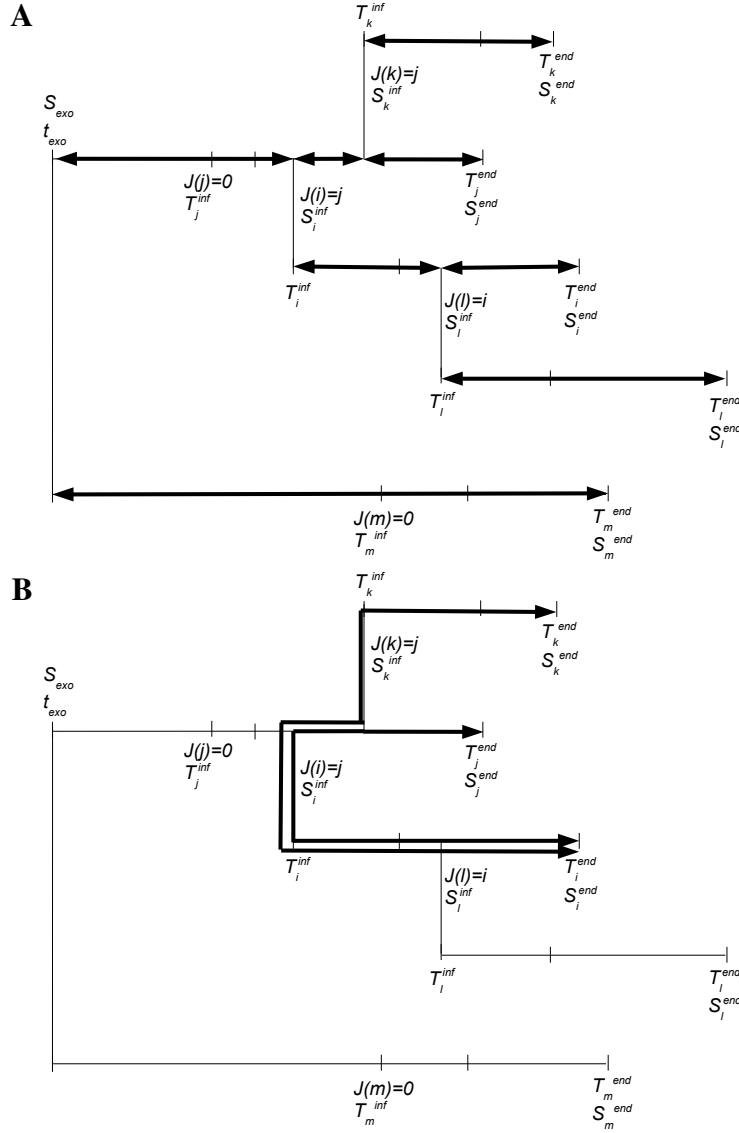 A
T_k^inf
T_k^end
J(k)=j
S_k^inf
S_k^end
S_exo
t_exo
J(j)=0
T_j^inf
J(i)=j
S_i^inf
T_j^end
S_j^end
T_i^inf
J(l)=i
S_l^inf
T_i^end
S_i^end
T_l^inf
T_l^end
S_l^end
J(m)=0
T_m^inf
T_m^end
S_m^end
B
T_k^inf
J(k)=j
S_k^inf
T_k^end
S_k^end
S_exo
t_exo
J(j)=0
T_j^inf
J(i)=j
S_i^inf
T_j^end
S_j^end
T_i^inf
J(l)=i
S_l^inf
T_i^end
S_i^end
T_l^inf
T_l^end
S_l^end
J(m)=0
T_m^inf
T_m^end
S_m^end